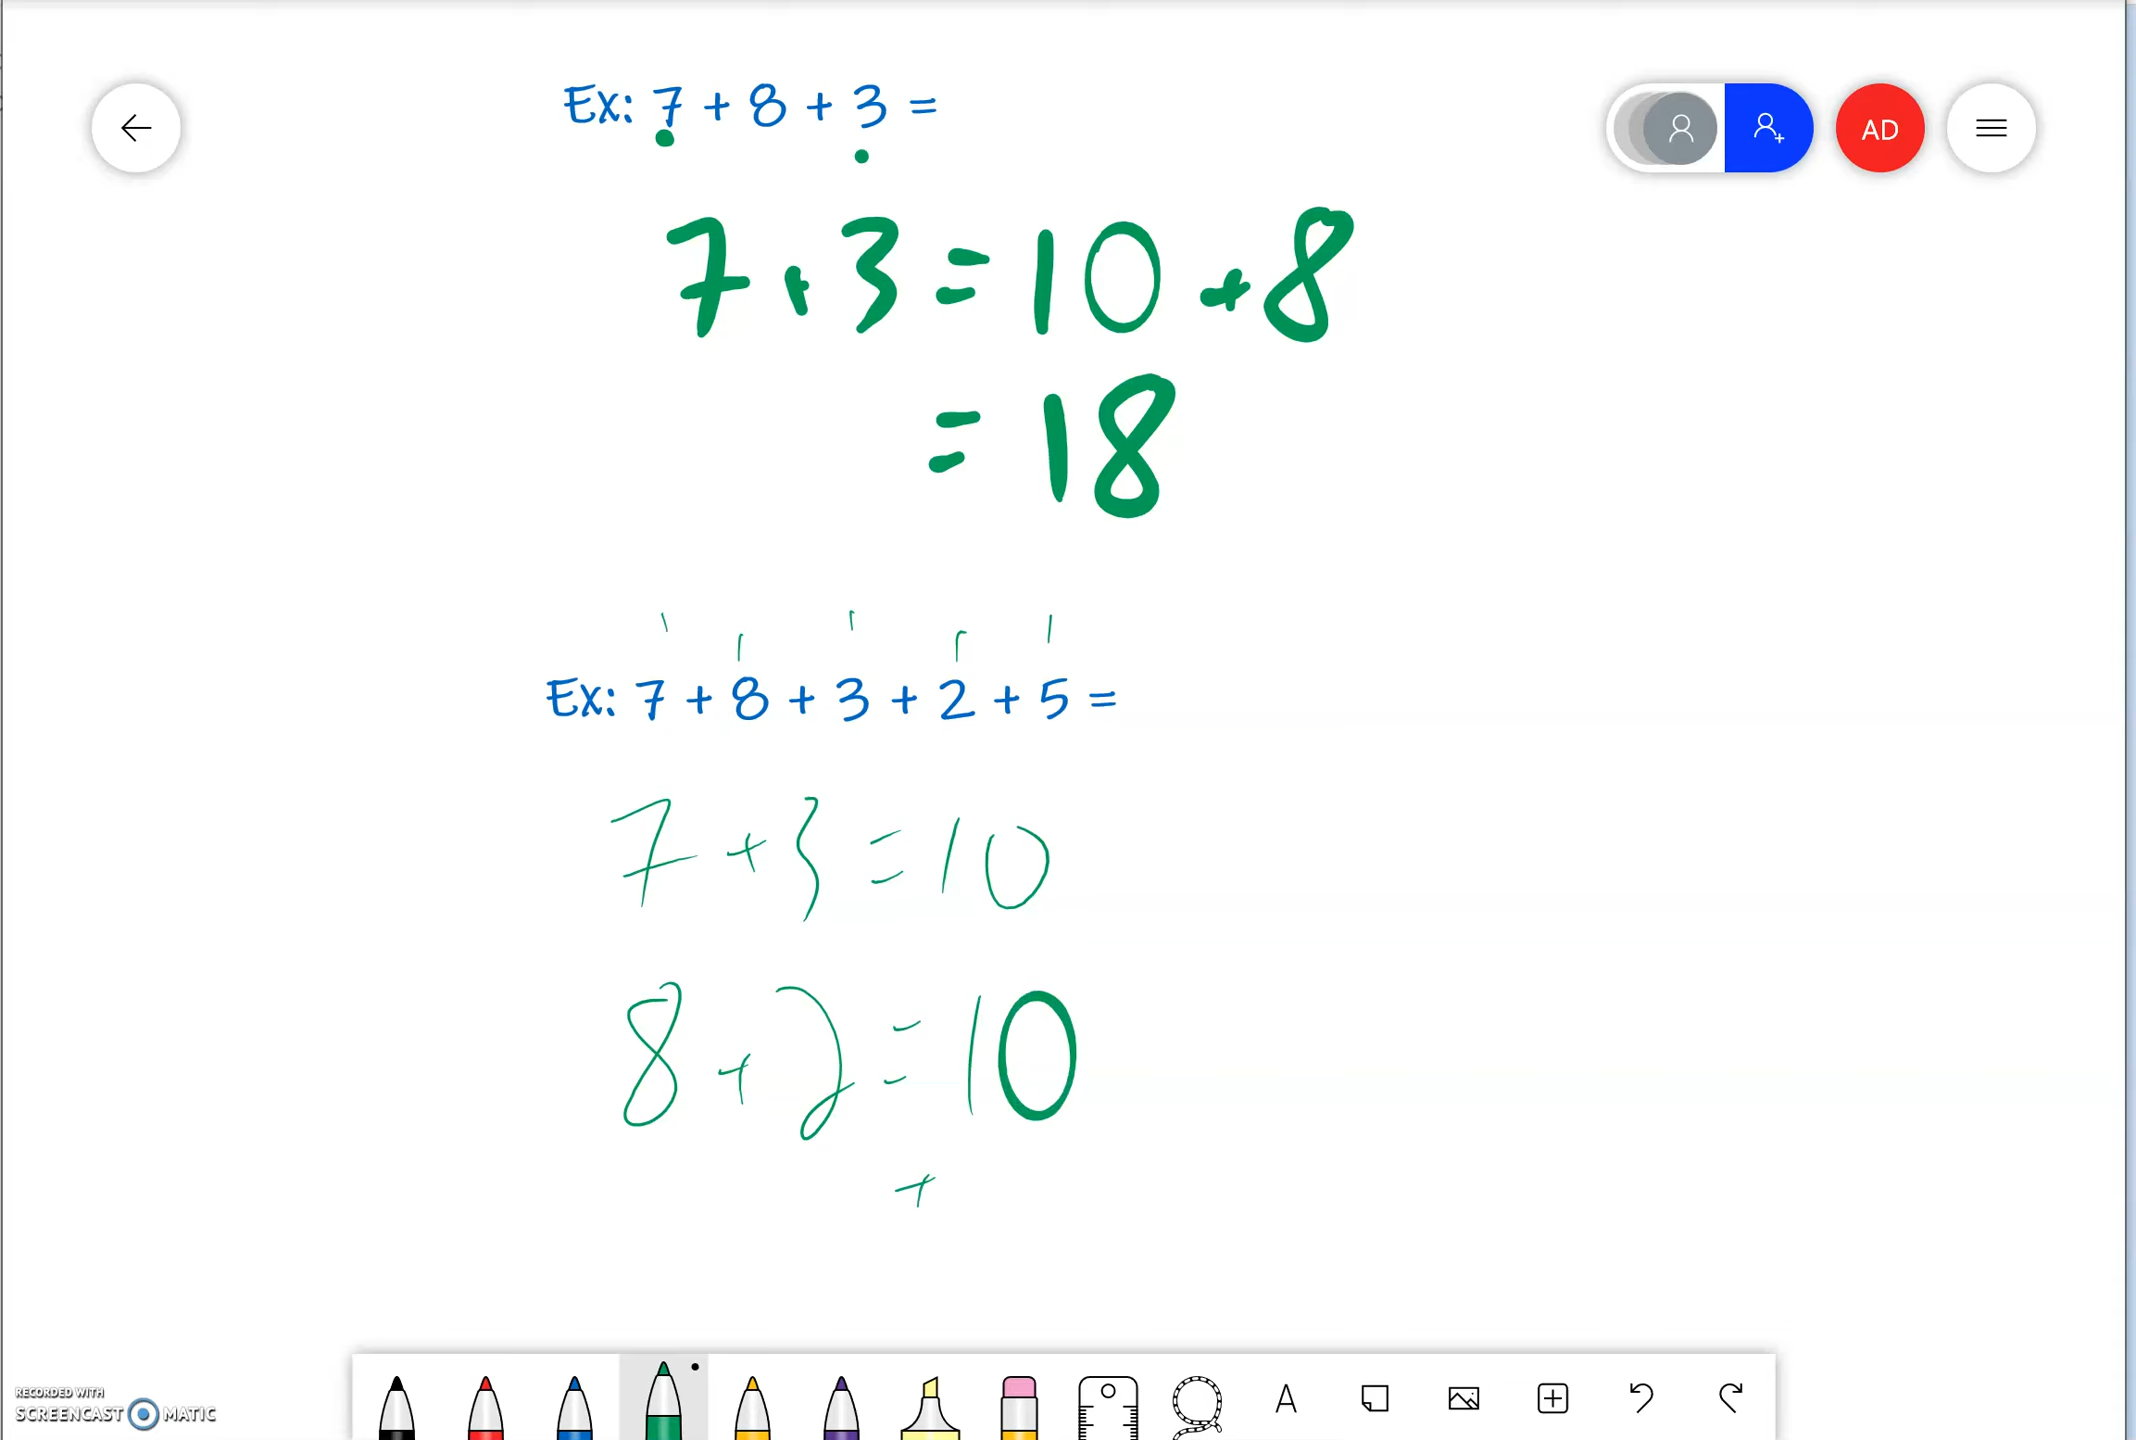 Ex: 7 + 8 + 3 =
AD
7 + 3 = 10 + 8
= 18
Ex: 7 + 8 + 3 + 2 + 5 =
7 + 3 = 10
8 + 2 = 10
+
A
RECORDED WITH
SCREENCAST MATIC